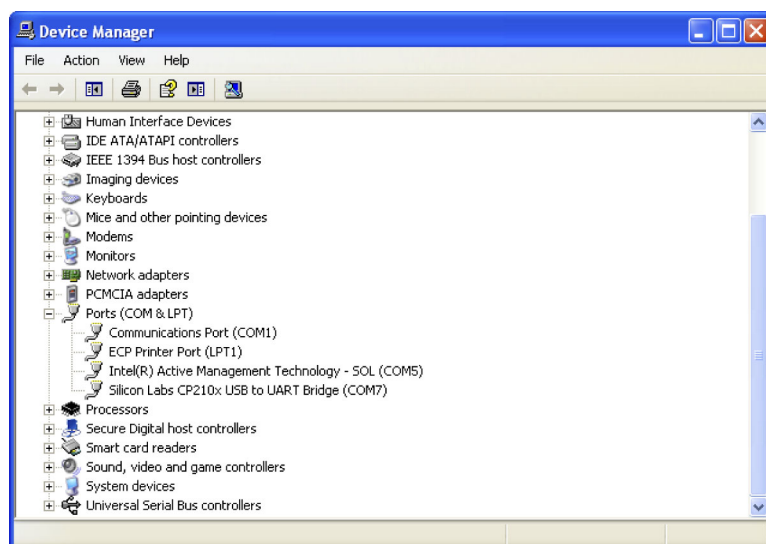 Device Manager
File Action View Help
Human Interface Devices
IDE ATA/ATAPI controllers
IEEE 1394 Bus host controllers
Imaging devices
Keyboards
Mice and other pointing devices
Modems
Monitors
Network adapters
PCMCIA adapters
Ports (COM & LPT)
Communications Port (COM1)
ECP Printer Port (LPT1)
Intel(R) Active Management Technology - SOL (COM5)
Silicon Labs CP210x USB to UART Bridge (COM7)
Processors
Secure Digital host controllers
Smart card readers
Sound, video and game controllers
System devices
Universal Serial Bus controllers